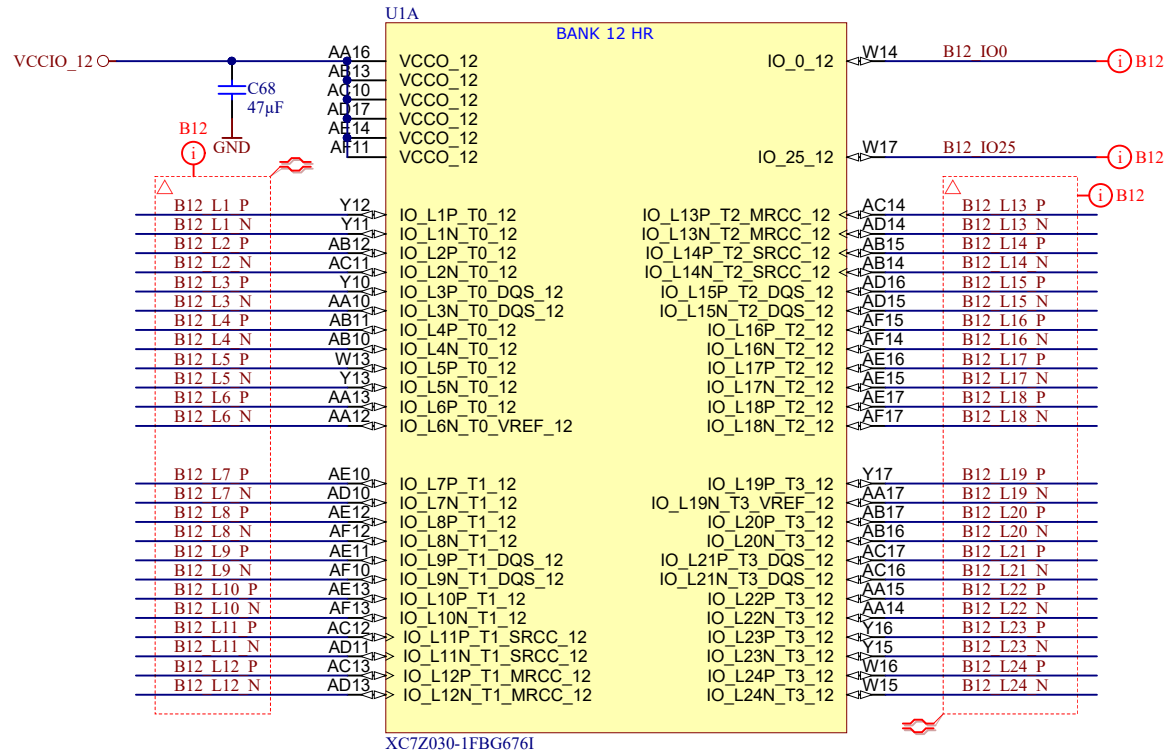 U1A
BANK 12 HR
VCCIO_12 AA16 VCCO_12 IO_0_12 W14 B12_IO0 i B12
AB13 VCCO_12
C68 AC10 VCCO_12
47µF AD17 VCCO_12
B12 AE14 VCCO_12
i GND AF11 VCCO_12 IO_25_12 W17 B12_IO25 i B12
i B12
B12_L1_P Y12 IO_L1P_T0_12 IO_L13P_T2_MRCC_12 AC14 B12_L13_P
B12_L1_N Y11 IO_L1N_T0_12 IO_L13N_T2_MRCC_12 AD14 B12_L13_N
B12_L2_P AB12 IO_L2P_T0_12 IO_L14P_T2_SRCC_12 AB15 B12_L14_P
B12_L2_N AC11 IO_L2N_T0_12 IO_L14N_T2_SRCC_12 AB14 B12_L14_N
B12_L3_P Y10 IO_L3P_T0_DQS_12 IO_L15P_T2_DQS_12 AD16 B12_L15_P
B12_L3_N AA10 IO_L3N_T0_DQS_12 IO_L15N_T2_DQS_12 AD15 B12_L15_N
B12_L4_P AB11 IO_L4P_T0_12 IO_L16P_T2_12 AF15 B12_L16_P
B12_L4_N AB10 IO_L4N_T0_12 IO_L16N_T2_12 AF14 B12_L16_N
B12_L5_P W13 IO_L5P_T0_12 IO_L17P_T2_12 AE16 B12_L17_P
B12_L5_N Y13 IO_L5N_T0_12 IO_L17N_T2_12 AE15 B12_L17_N
B12_L6_P AA13 IO_L6P_T0_12 IO_L18P_T2_12 AE17 B12_L18_P
B12_L6_N AA12 IO_L6N_T0_VREF_12 IO_L18N_T2_12 AF17 B12_L18_N
B12_L7_P AE10 IO_L7P_T1_12 IO_L19P_T3_12 Y17 B12_L19_P
B12_L7_N AD10 IO_L7N_T1_12 IO_L19N_T3_VREF_12 AA17 B12_L19_N
B12_L8_P AE12 IO_L8P_T1_12 IO_L20P_T3_12 AB17 B12_L20_P
B12_L8_N AF12 IO_L8N_T1_12 IO_L20N_T3_12 AB16 B12_L20_N
B12_L9_P AE11 IO_L9P_T1_DQS_12 IO_L21P_T3_DQS_12 AC17 B12_L21_P
B12_L9_N AF10 IO_L9N_T1_DQS_12 IO_L21N_T3_DQS_12 AC16 B12_L21_N
B12_L10_P AE13 IO_L10P_T1_12 IO_L22P_T3_12 AA15 B12_L22_P
B12_L10_N AF13 IO_L10N_T1_12 IO_L22N_T3_12 AA14 B12_L22_N
B12_L11_P AC12 IO_L11P_T1_SRCC_12 IO_L23P_T3_12 Y16 B12_L23_P
B12_L11_N AD11 IO_L11N_T1_SRCC_12 IO_L23N_T3_12 Y15 B12_L23_N
B12_L12_P AC13 IO_L12P_T1_MRCC_12 IO_L24P_T3_12 W16 B12_L24_P
B12_L12_N AD13 IO_L12N_T1_MRCC_12 IO_L24N_T3_12 W15 B12_L24_N
XC7Z030-1FBG676I